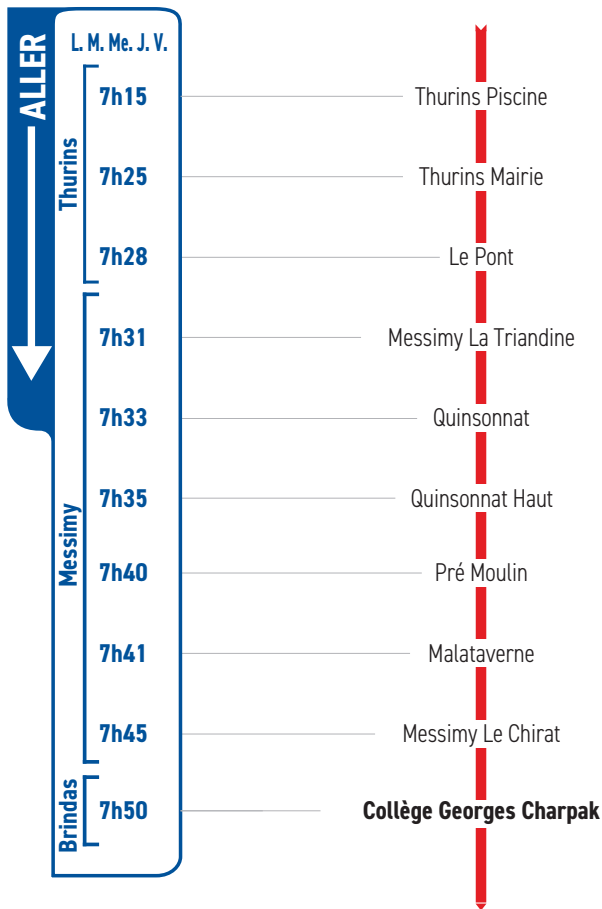 ALLER
L. M. Me. J. V.
Thurins
7h15 Thurins Piscine
7h25 Thurins Mairie
7h28 Le Pont
Messimy
7h31 Messimy La Triandine
7h33 Quinsonnat
7h35 Quinsonnat Haut
7h40 Pré Moulin
7h41 Malataverne
7h45 Messimy Le Chirat
Brindas
7h50 Collège Georges Charpak